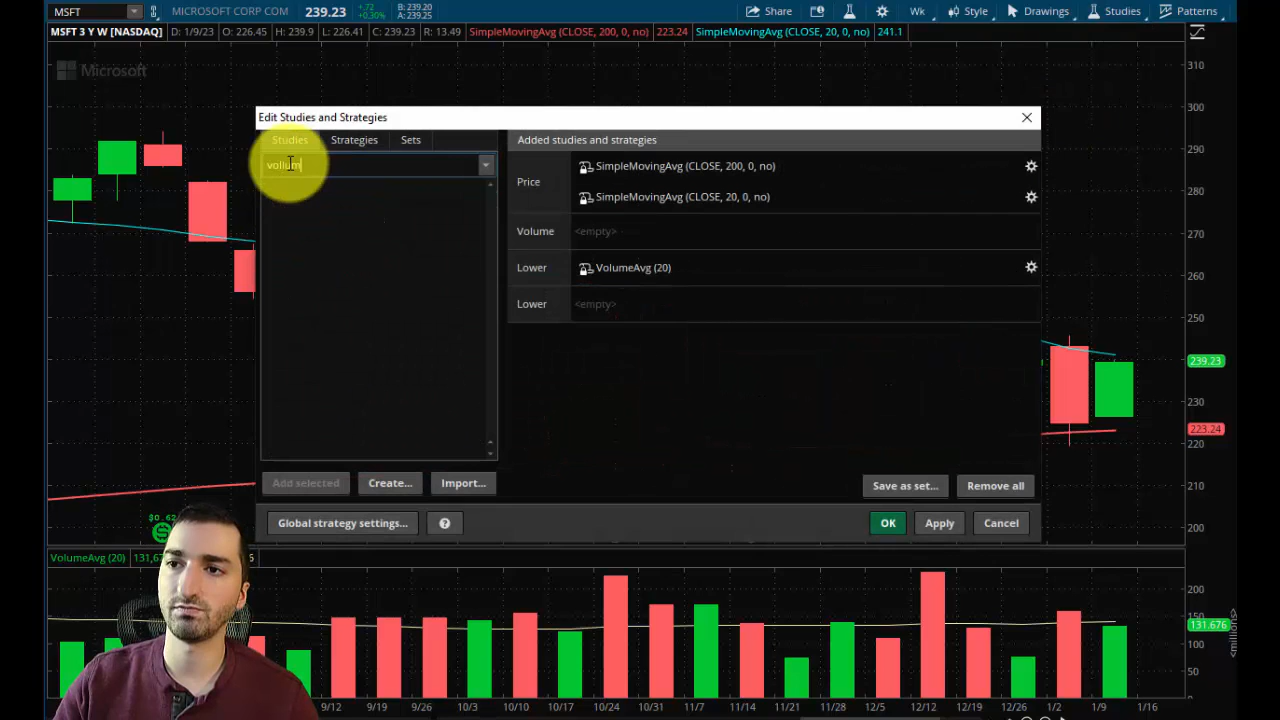 MSFT
MICROSOFT CORP COM
239.23
+.72
+0.30%
B: 239.20
A: 239.25
Share
Wk
Style
Drawings
Studies
Patterns
MSFT 3 Y W [NASDAQ]
D: 1/9/23
O: 226.45
H: 239.9
L: 226.41
C: 239.23
R: 13.49
SimpleMovingAvg (CLOSE, 200, 0, no)
223.24
SimpleMovingAvg (CLOSE, 20, 0, no)
241.1
Microsoft
310
300
290
280
270
260
250
239.23
230
223.24
220
210
200
Edit Studies and Strategies
Studies
Strategies
Sets
Added studies and strategies
Price
SimpleMovingAvg (CLOSE, 200, 0, no)
SimpleMovingAvg (CLOSE, 20, 0, no)
Volume
<empty>
Lower
VolumeAvg (20)
Lower
<empty>
Add selected
Create...
Import...
Save as set...
Remove all
Global strategy settings...
OK
Apply
Cancel
$0.62
VolumeAvg (20)
200
150
131.676
100
50
0
<millions>
9/12
9/19
9/26
10/3
10/10
10/17
10/24
10/31
11/7
11/14
11/21
11/28
12/5
12/12
12/19
12/26
1/2
1/9
1/16